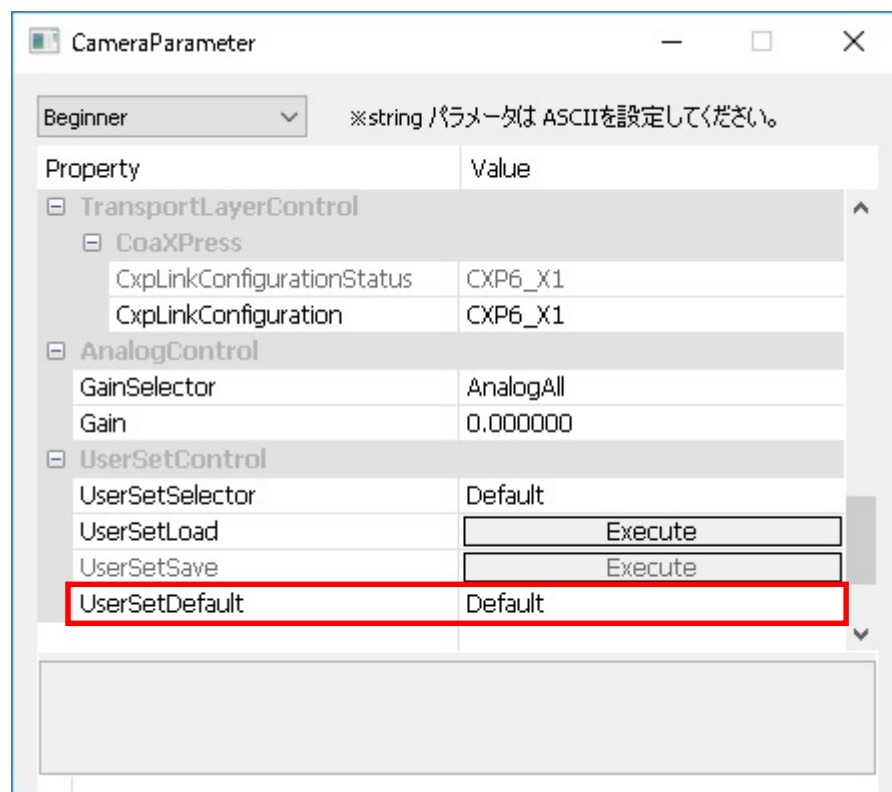 CameraParameter
Beginner ※string パラメータは ASCIIを設定してください。
Property Value
TransportLayerControl
CoaXPress
CxpLinkConfigurationStatus CXP6_X1
CxpLinkConfiguration CXP6_X1
AnalogControl
GainSelector AnalogAll
Gain 0.000000
UserSetControl
UserSetSelector Default
UserSetLoad Execute
UserSetSave Execute
UserSetDefault Default